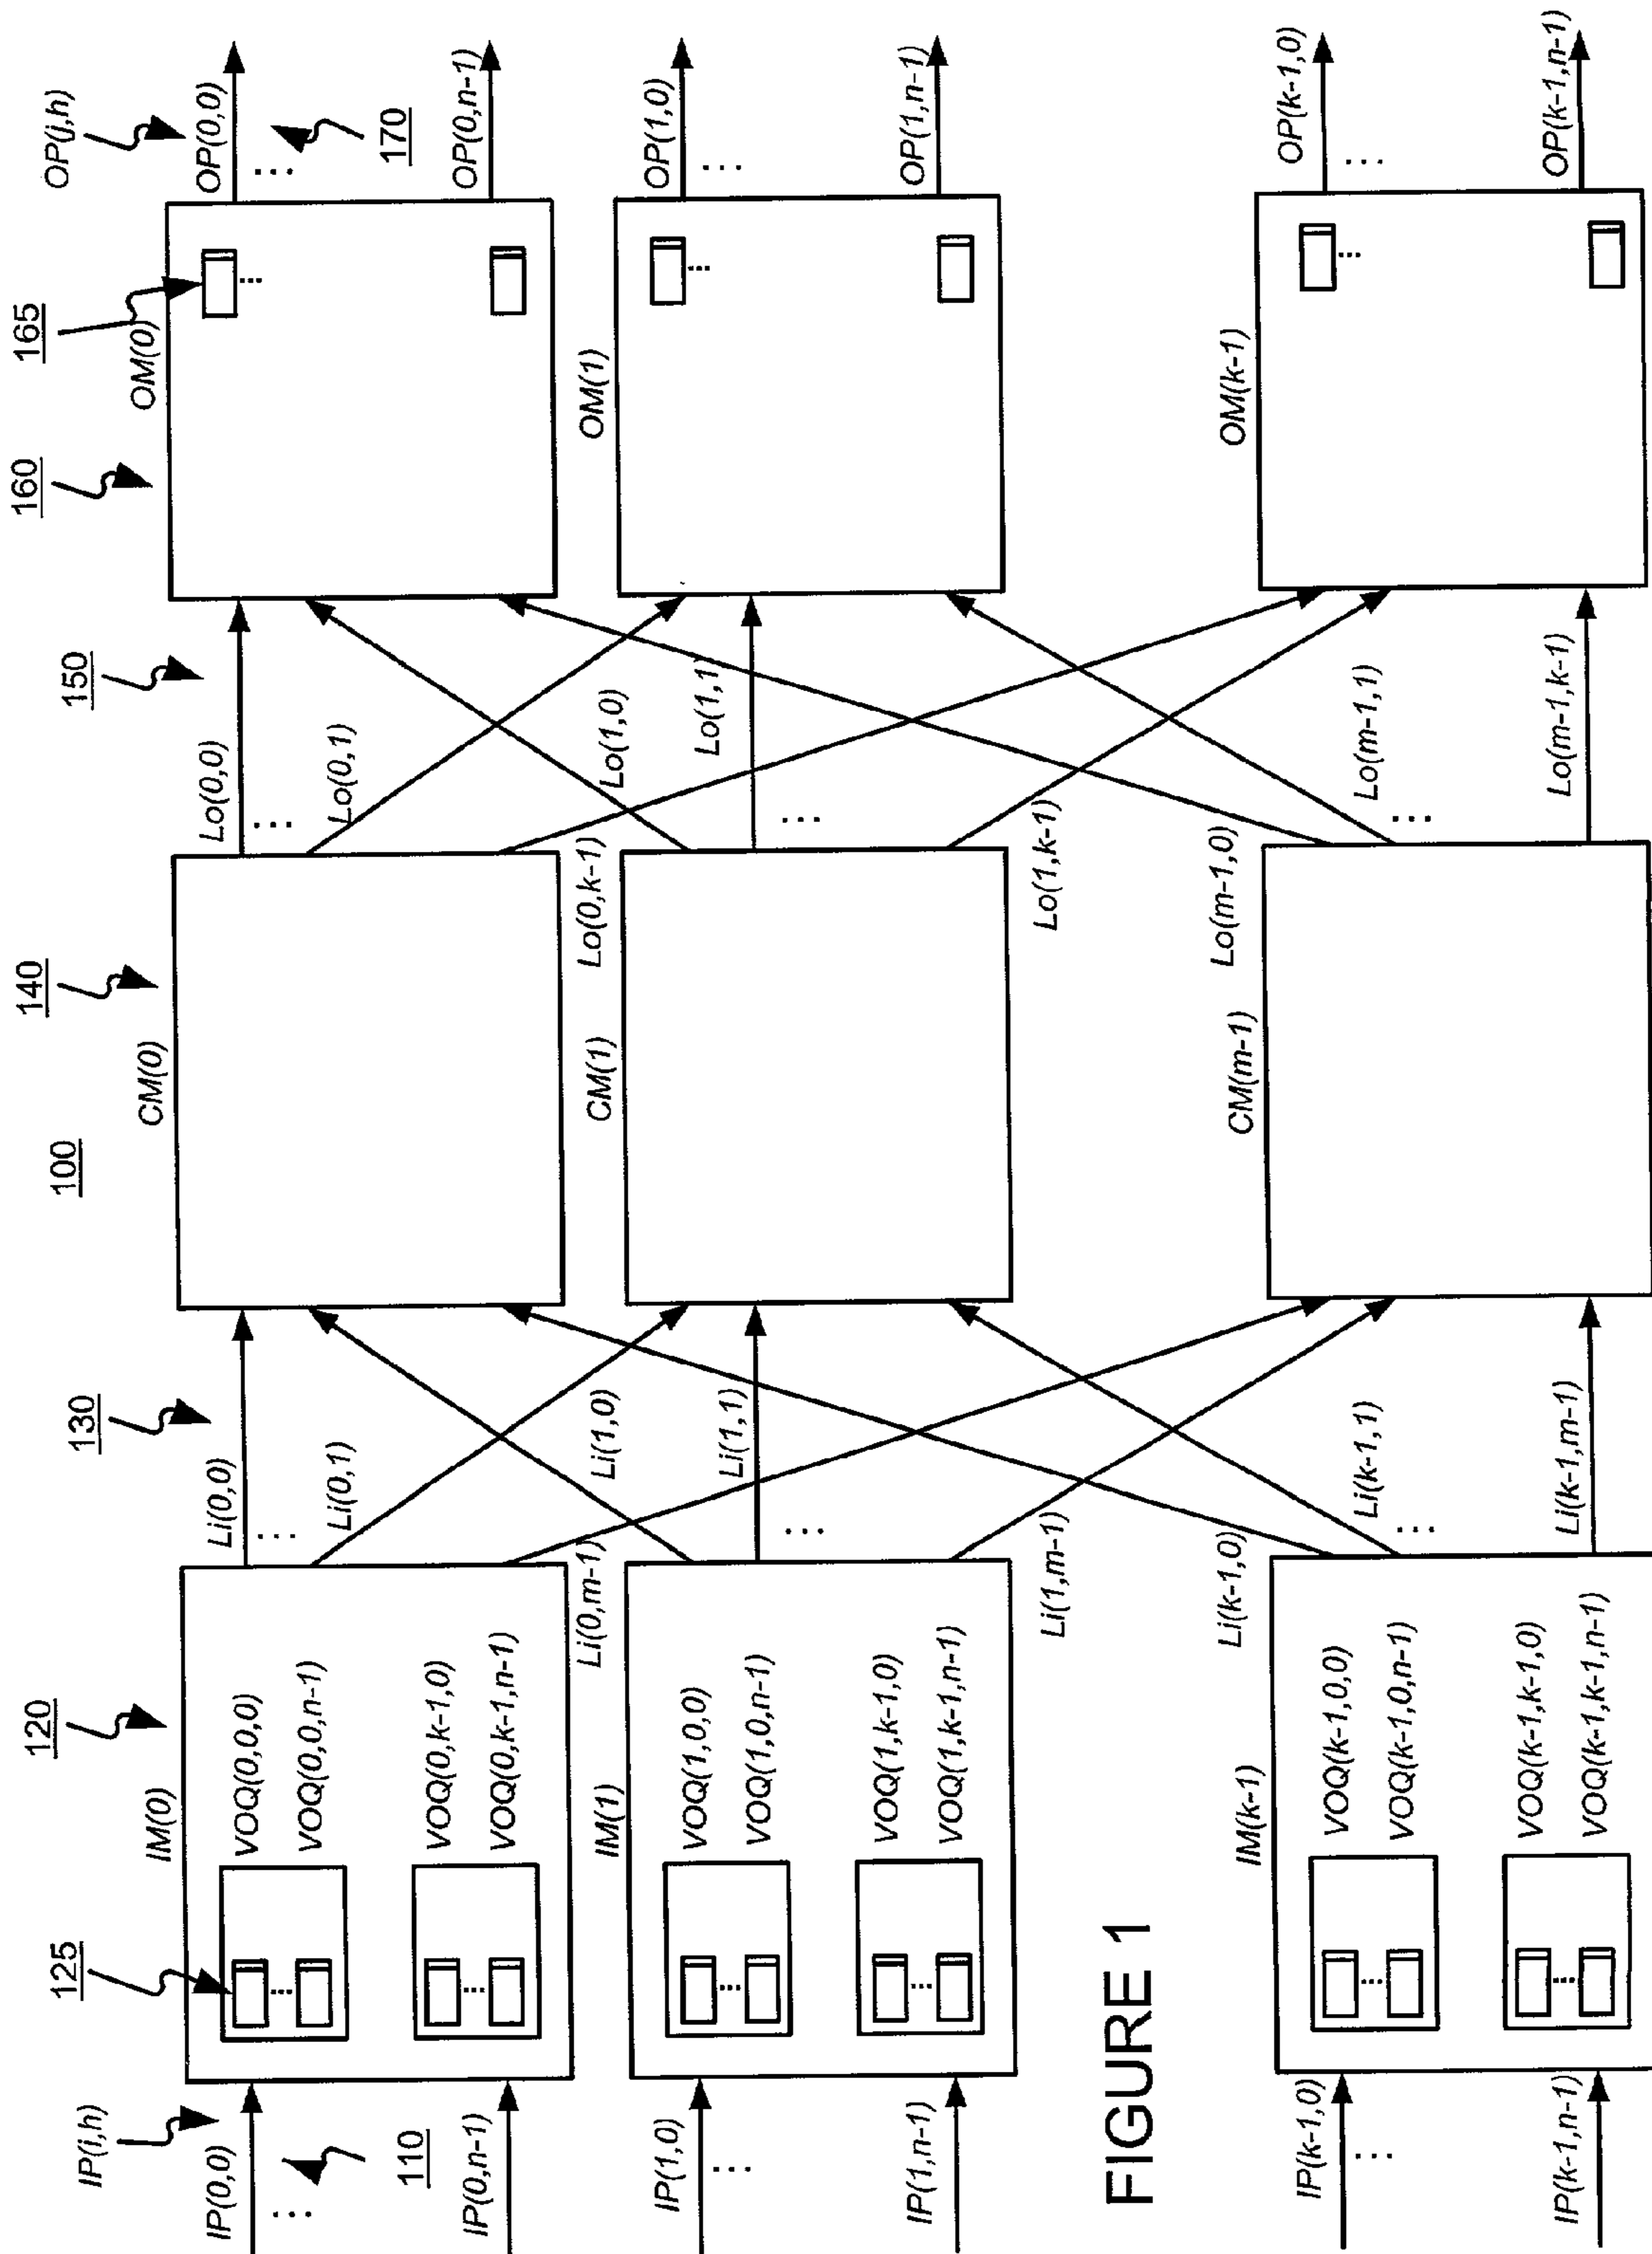 100
IP(i,h)
IP(0,0)
...
110
IP(0,n-1)
120
125
IM(0)
VOQ(0,0,0)
...
VOQ(0,0,n-1)
VOQ(0,k-1,0)
...
VOQ(0,k-1,n-1)
130
Li(0,0)
...
Li(0,1)
Li(0,m-1)
140
CM(0)
150
Lo(0,0)
...
Lo(0,1)
Lo(0,k-1)
160
165
OM(0)
...
OP(j,h)
OP(0,0)
...
170
OP(0,n-1)
IP(1,0)
...
IP(1,n-1)
IM(1)
VOQ(1,0,0)
...
VOQ(1,0,n-1)
VOQ(1,k-1,0)
...
VOQ(1,k-1,n-1)
Li(1,0)
Li(1,1)
...
Li(1,m-1)
CM(1)
Lo(1,0)
Lo(1,1)
...
Lo(1,k-1)
OM(1)
...
OP(1,0)
...
OP(1,n-1)
FIGURE 1
IP(k-1,0)
...
IP(k-1,n-1)
IM(k-1)
VOQ(k-1,0,0)
...
VOQ(k-1,0,n-1)
VOQ(k-1,k-1,0)
...
VOQ(k-1,k-1,n-1)
Li(k-1,0)
Li(k-1,1)
...
Li(k-1,m-1)
CM(m-1)
Lo(m-1,0)
Lo(m-1,1)
...
Lo(m-1,k-1)
OM(k-1)
...
OP(k-1,0)
...
OP(k-1,n-1)